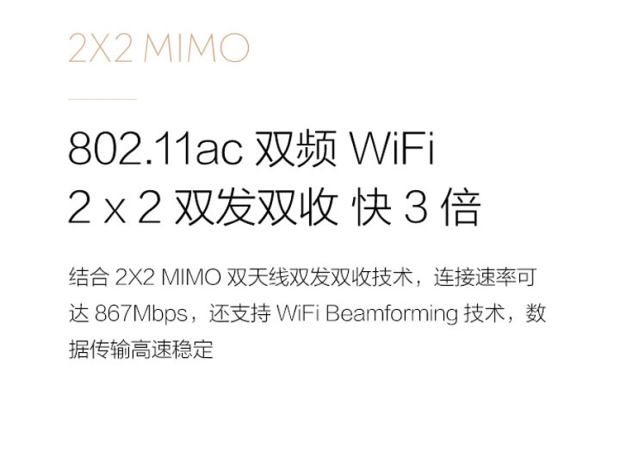 2X2 MIMO
802.11ac 双频 WiFi
2 x 2 双发双收 快 3 倍
结合 2X2 MIMO 双天线双发双收技术，连接速率可
达 867Mbps，还支持 WiFi Beamforming 技术，数
据传输高速稳定